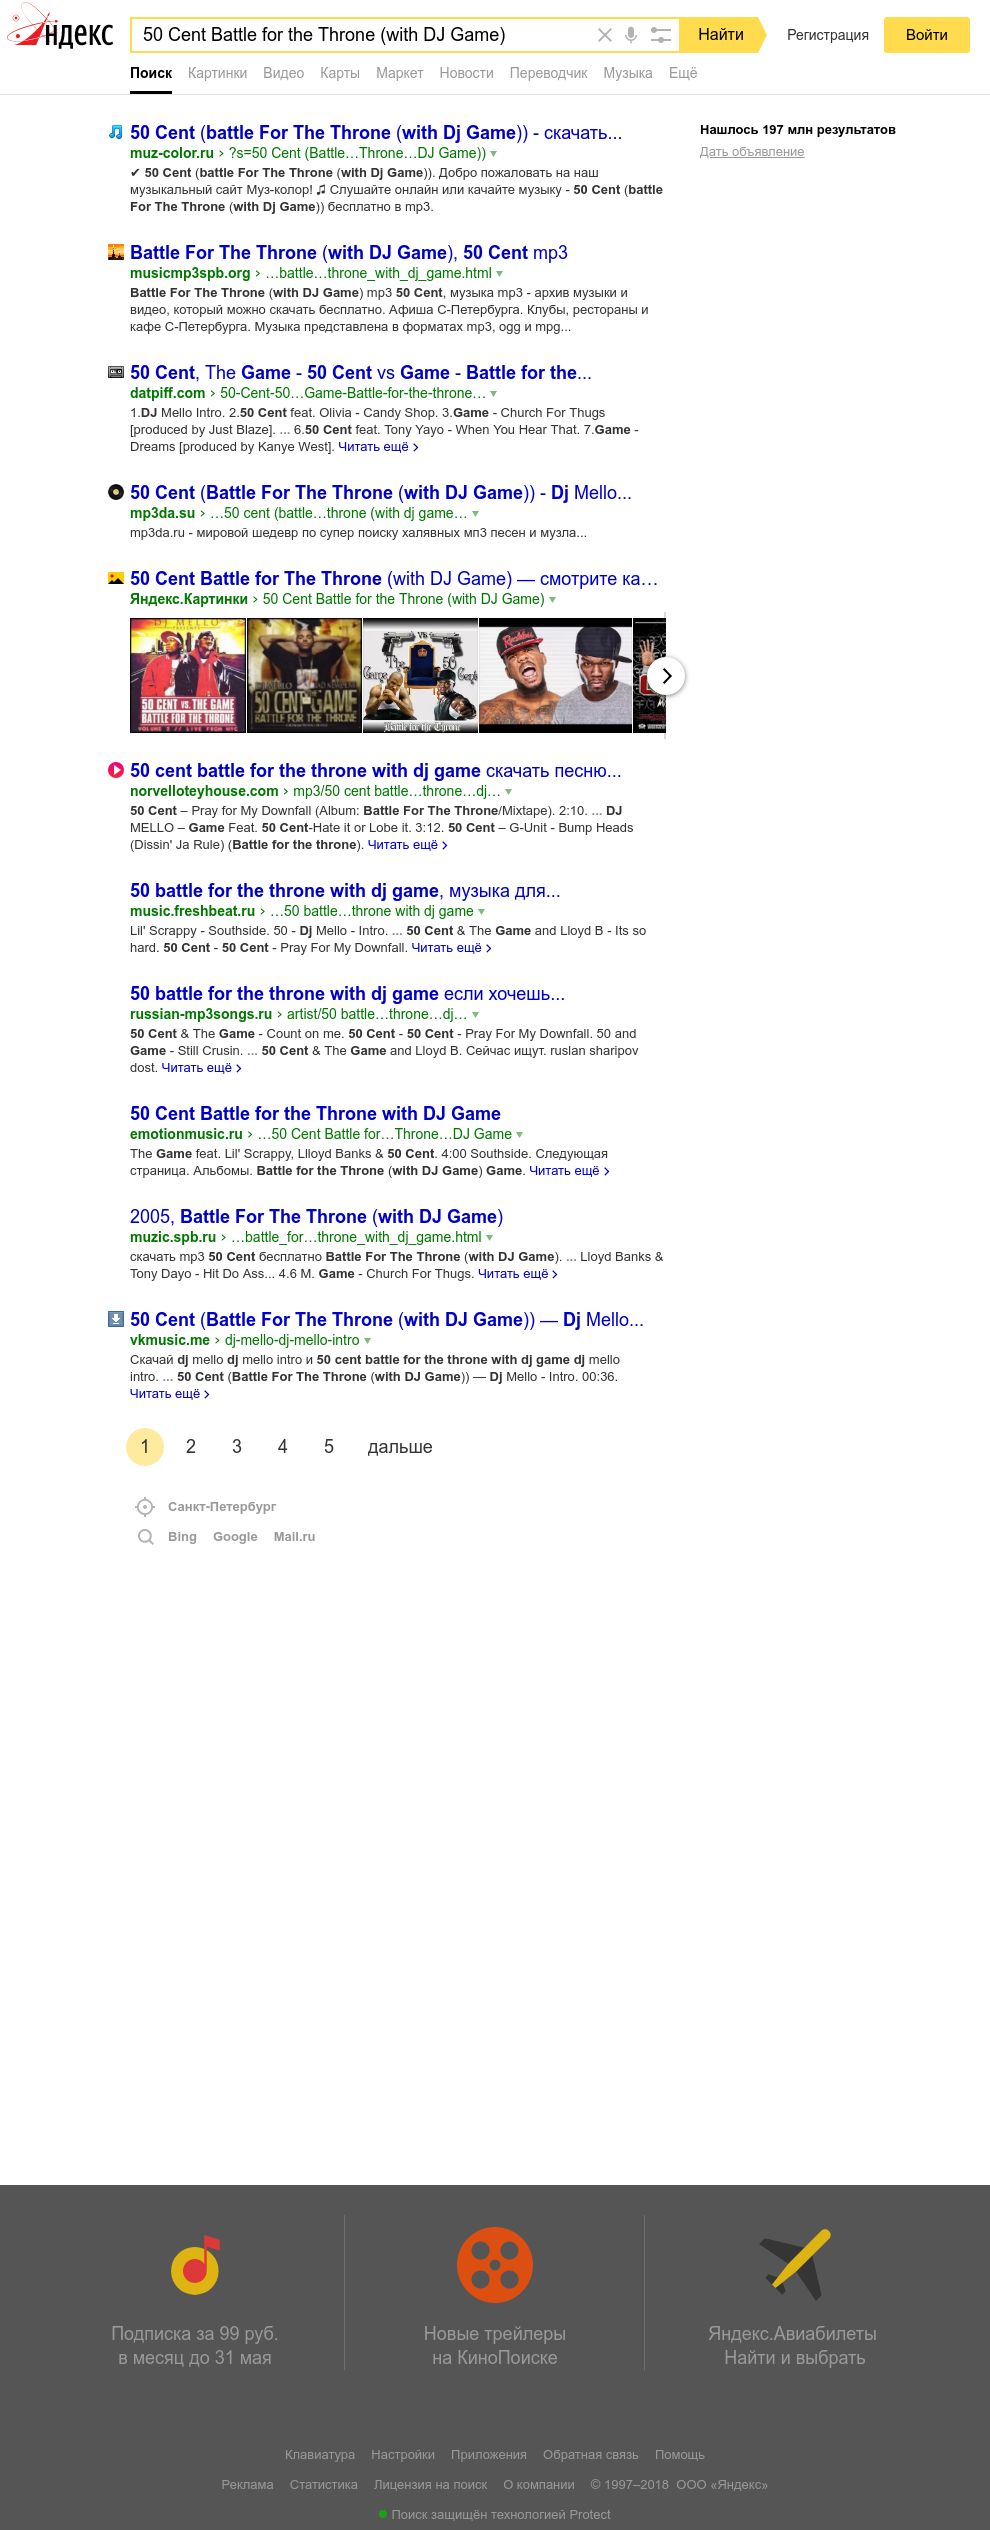 Яндекс
50 Cent Battle for the Throne (with DJ Game)
Найти
Регистрация
Войти
Поиск Картинки Видео Карты Маркет Новости Переводчик Музыка Ещё
Нашлось 197 млн результатов
Дать объявление
50 Cent (battle For The Throne (with Dj Game)) - скачать...
muz-color.ru › ?s=50 Cent (Battle…Throne…DJ Game))
✔ 50 Cent (battle For The Throne (with Dj Game)). Добро пожаловать на наш
музыкальный сайт Муз-колор! ♫ Слушайте онлайн или качайте музыку - 50 Cent (battle
For The Throne (with Dj Game)) бесплатно в mp3.
Battle For The Throne (with DJ Game), 50 Cent mp3
musicmp3spb.org › …battle…throne_with_dj_game.html
Battle For The Throne (with DJ Game) mp3 50 Cent, музыка mp3 - архив музыки и
видео, который можно скачать бесплатно. Афиша С-Петербурга. Клубы, рестораны и
кафе С-Петербурга. Музыка представлена в форматах mp3, ogg и mpg...
50 Cent, The Game - 50 Cent vs Game - Battle for the...
datpiff.com › 50-Cent-50…Game-Battle-for-the-throne…
1.DJ Mello Intro. 2.50 Cent feat. Olivia - Candy Shop. 3.Game - Church For Thugs
[produced by Just Blaze]. ... 6.50 Cent feat. Tony Yayo - When You Hear That. 7.Game -
Dreams [produced by Kanye West]. Читать ещё ›
50 Cent (Battle For The Throne (with DJ Game)) - Dj Mello...
mp3da.su › …50 cent (battle…throne (with dj game…
mp3da.ru - мировой шедевр по супер поиску халявных мп3 песен и музла...
50 Cent Battle for The Throne (with DJ Game) — смотрите ка…
Яндекс.Картинки › 50 Cent Battle for the Throne (with DJ Game)
DJ MELLO
50 CENT VS. THE GAME
BATTLE FOR THE THRONE
VOLUME 2 // LIVE FROM NYC
50 CENT GAME
BATTLE FOR THE THRONE
VS
The Game
50 Cent
Battle for the Throne
50 cent battle for the throne with dj game скачать песню...
norvelloteyhouse.com › mp3/50 cent battle…throne…dj…
50 Cent – Pray for My Downfall (Album: Battle For The Throne/Mixtape). 2:10. ... DJ
MELLO – Game Feat. 50 Cent-Hate it or Lobe it. 3:12. 50 Cent – G-Unit - Bump Heads
(Dissin' Ja Rule) (Battle for the throne). Читать ещё ›
50 battle for the throne with dj game, музыка для...
music.freshbeat.ru › …50 battle…throne with dj game
Lil' Scrappy - Southside. 50 - Dj Mello - Intro. ... 50 Cent & The Game and Lloyd B - Its so
hard. 50 Cent - 50 Cent - Pray For My Downfall. Читать ещё ›
50 battle for the throne with dj game если хочешь...
russian-mp3songs.ru › artist/50 battle…throne…dj…
50 Cent & The Game - Count on me. 50 Cent - 50 Cent - Pray For My Downfall. 50 and
Game - Still Crusin. ... 50 Cent & The Game and Lloyd B. Сейчас ищут. ruslan sharipov
dost. Читать ещё ›
50 Cent Battle for the Throne with DJ Game
emotionmusic.ru › …50 Cent Battle for…Throne…DJ Game
The Game feat. Lil' Scrappy, Llloyd Banks & 50 Cent. 4:00 Southside. Следующая
страница. Альбомы. Battle for the Throne (with DJ Game) Game. Читать ещё ›
2005, Battle For The Throne (with DJ Game)
muzic.spb.ru › …battle_for…throne_with_dj_game.html
скачать mp3 50 Cent бесплатно Battle For The Throne (with DJ Game). ... Lloyd Banks &
Tony Dayo - Hit Do Ass... 4.6 M. Game - Church For Thugs. Читать ещё ›
50 Cent (Battle For The Throne (with DJ Game)) — Dj Mello...
vkmusic.me › dj-mello-dj-mello-intro
Скачай dj mello dj mello intro и 50 cent battle for the throne with dj game dj mello
intro. ... 50 Cent (Battle For The Throne (with DJ Game)) — Dj Mello - Intro. 00:36.
Читать ещё ›
1 2 3 4 5 дальше
Санкт-Петербург
Bing Google Mail.ru
Подписка за 99 руб.
в месяц до 31 мая
Новые трейлеры
на КиноПоиске
Яндекс.Авиабилеты
Найти и выбрать
Клавиатура Настройки Приложения Обратная связь Помощь
Реклама Статистика Лицензия на поиск О компании © 1997–2018 ООО «Яндекс»
Поиск защищён технологией Protect